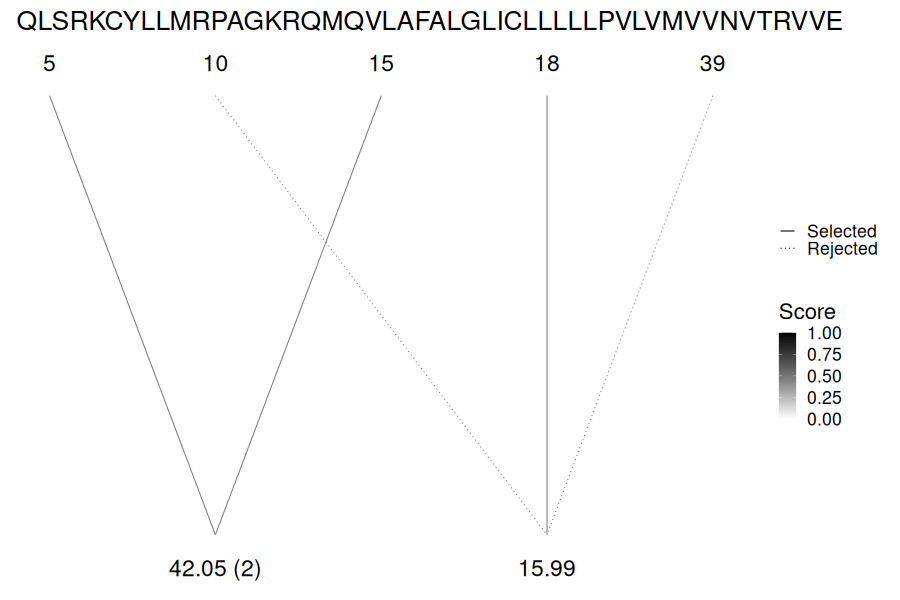 QLSRKCYLLMRPAGKRQMQVLAFALGLICLLLLLPVLVMVVNVTRVVE
5 10 15 18 39
Selected
Rejected
Score
1.00
0.75
0.50
0.25
0.00
42.05 (2) 15.99